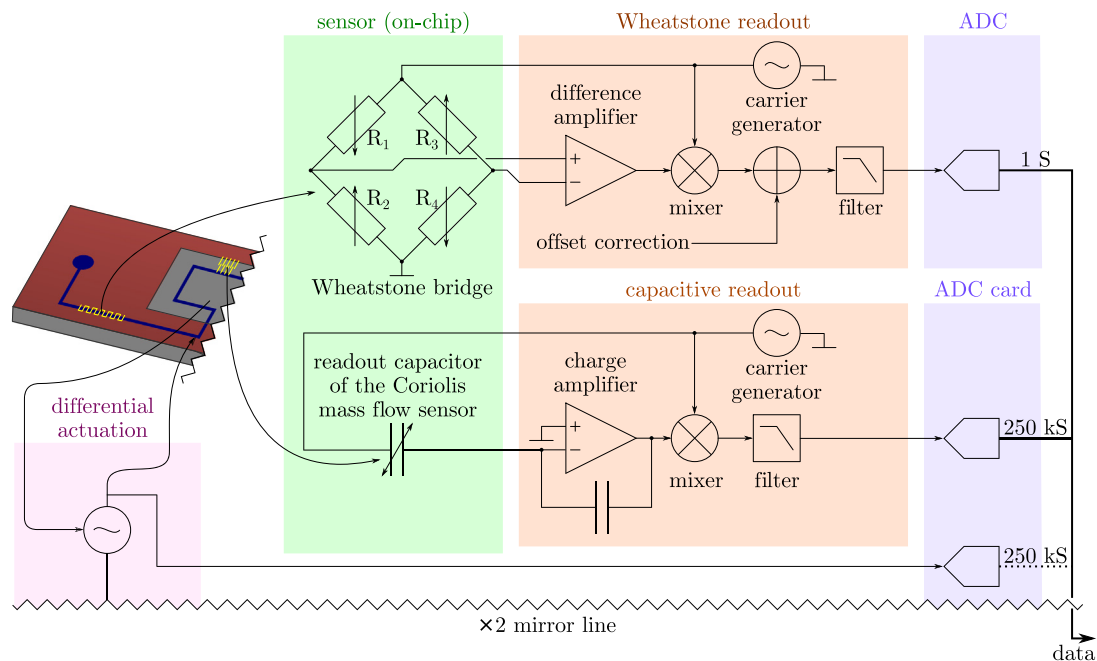 sensor (on-chip)
Wheatstone readout
ADC
difference
amplifier
carrier
generator
R1
R3
R2
R4
+
−
mixer
filter
1 S
offset correction
Wheatstone bridge
capacitive readout
ADC card
readout capacitor
of the Coriolis
mass flow sensor
charge
amplifier
carrier
generator
+
−
mixer
filter
250 kS
differential
actuation
250 kS
×2 mirror line
data